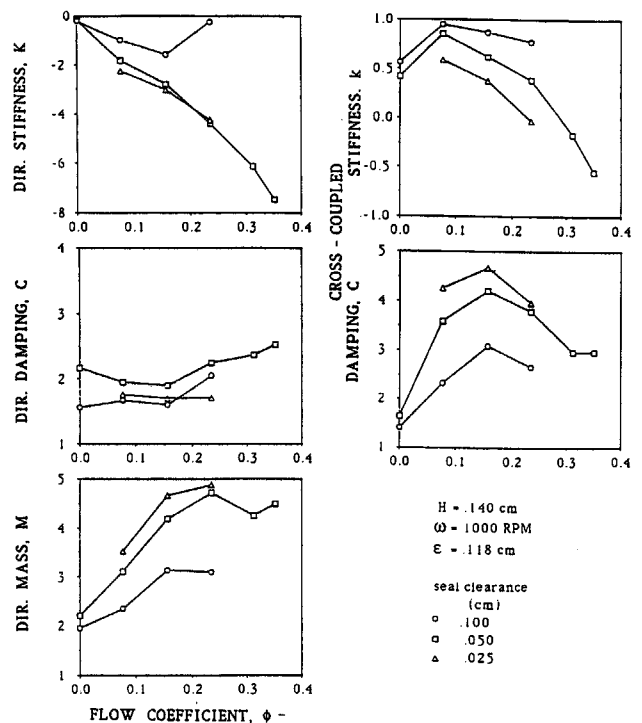 DIR. STIFFNESS, K
0
-2
-4
-6
-8
0.0 0.1 0.2 0.3 0.4
CROSS - COUPLED
STIFFNESS. k
1.0
0.5
0.0
-0.5
-1.0
0.0 0.1 0.2 0.3 0.4
DIR. DAMPING, C
4
3
2
1
0.0 0.1 0.2 0.3 0.4
DAMPING, C
5
4
3
2
1
0.0 0.1 0.2 0.3 0.4
DIR. MASS, M
5
4
3
2
1
0.0 0.1 0.2 0.3 0.4
FLOW COEFFICIENT, ϕ -
H = .140 cm
ω = 1000 RPM
ε = .118 cm
seal clearance
(cm)
○ .100
□ .050
△ .025